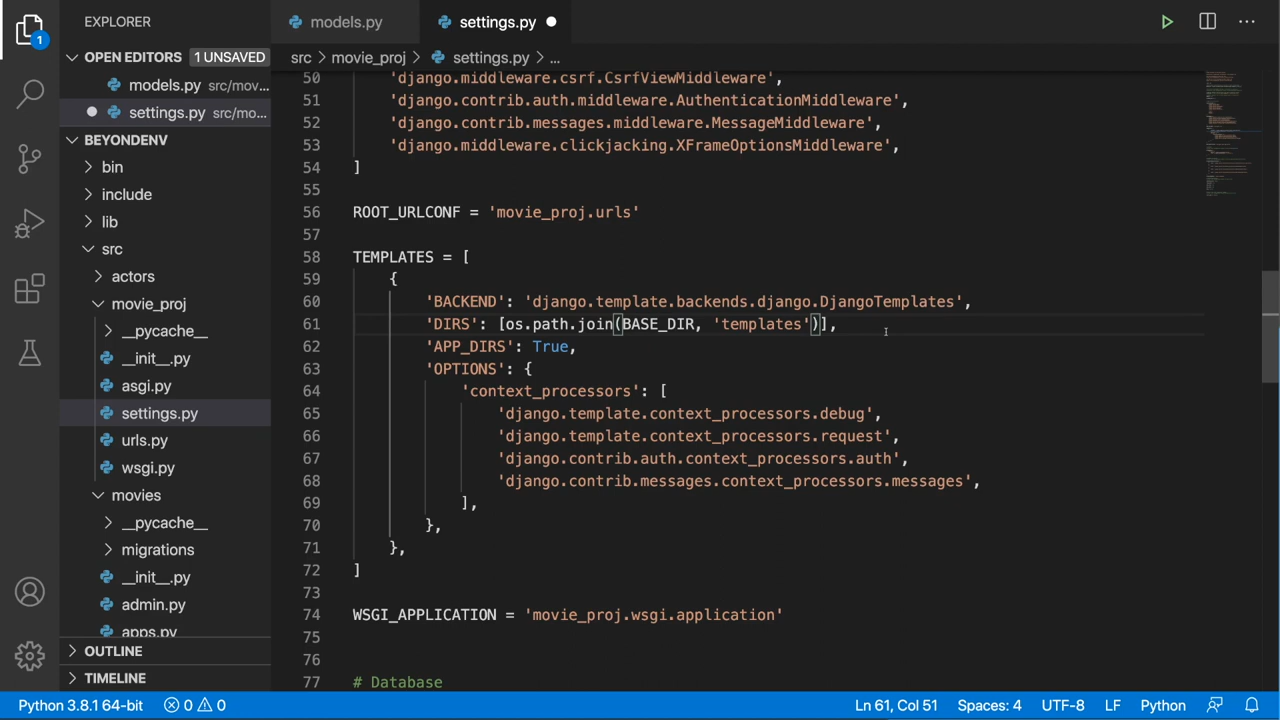 EXPLORER
models.py
settings.py
1
OPEN EDITORS 1 UNSAVED
models.py src/mov...
settings.py src/mo...
BEYONDENV
bin
include
lib
src
actors
movie_proj
__pycache__
__init__.py
asgi.py
settings.py
urls.py
wsgi.py
movies
__pycache__
migrations
__init__.py
admin.py
apps.py
OUTLINE
TIMELINE
src > movie_proj > settings.py > ...
50 'django.middleware.csrf.CsrfViewMiddleware',
51 'django.contrib.auth.middleware.AuthenticationMiddleware',
52 'django.contrib.messages.middleware.MessageMiddleware',
53 'django.middleware.clickjacking.XFrameOptionsMiddleware',
54 ]
55
56 ROOT_URLCONF = 'movie_proj.urls'
57
58 TEMPLATES = [
59 {
60 'BACKEND': 'django.template.backends.django.DjangoTemplates',
61 'DIRS': [os.path.join(BASE_DIR, 'templates')],
62 'APP_DIRS': True,
63 'OPTIONS': {
64 'context_processors': [
65 'django.template.context_processors.debug',
66 'django.template.context_processors.request',
67 'django.contrib.auth.context_processors.auth',
68 'django.contrib.messages.context_processors.messages',
69 ],
70 },
71 },
72 ]
73
74 WSGI_APPLICATION = 'movie_proj.wsgi.application'
75
76
77 # Database
Python 3.8.1 64-bit 0 0 Ln 61, Col 51 Spaces: 4 UTF-8 LF Python